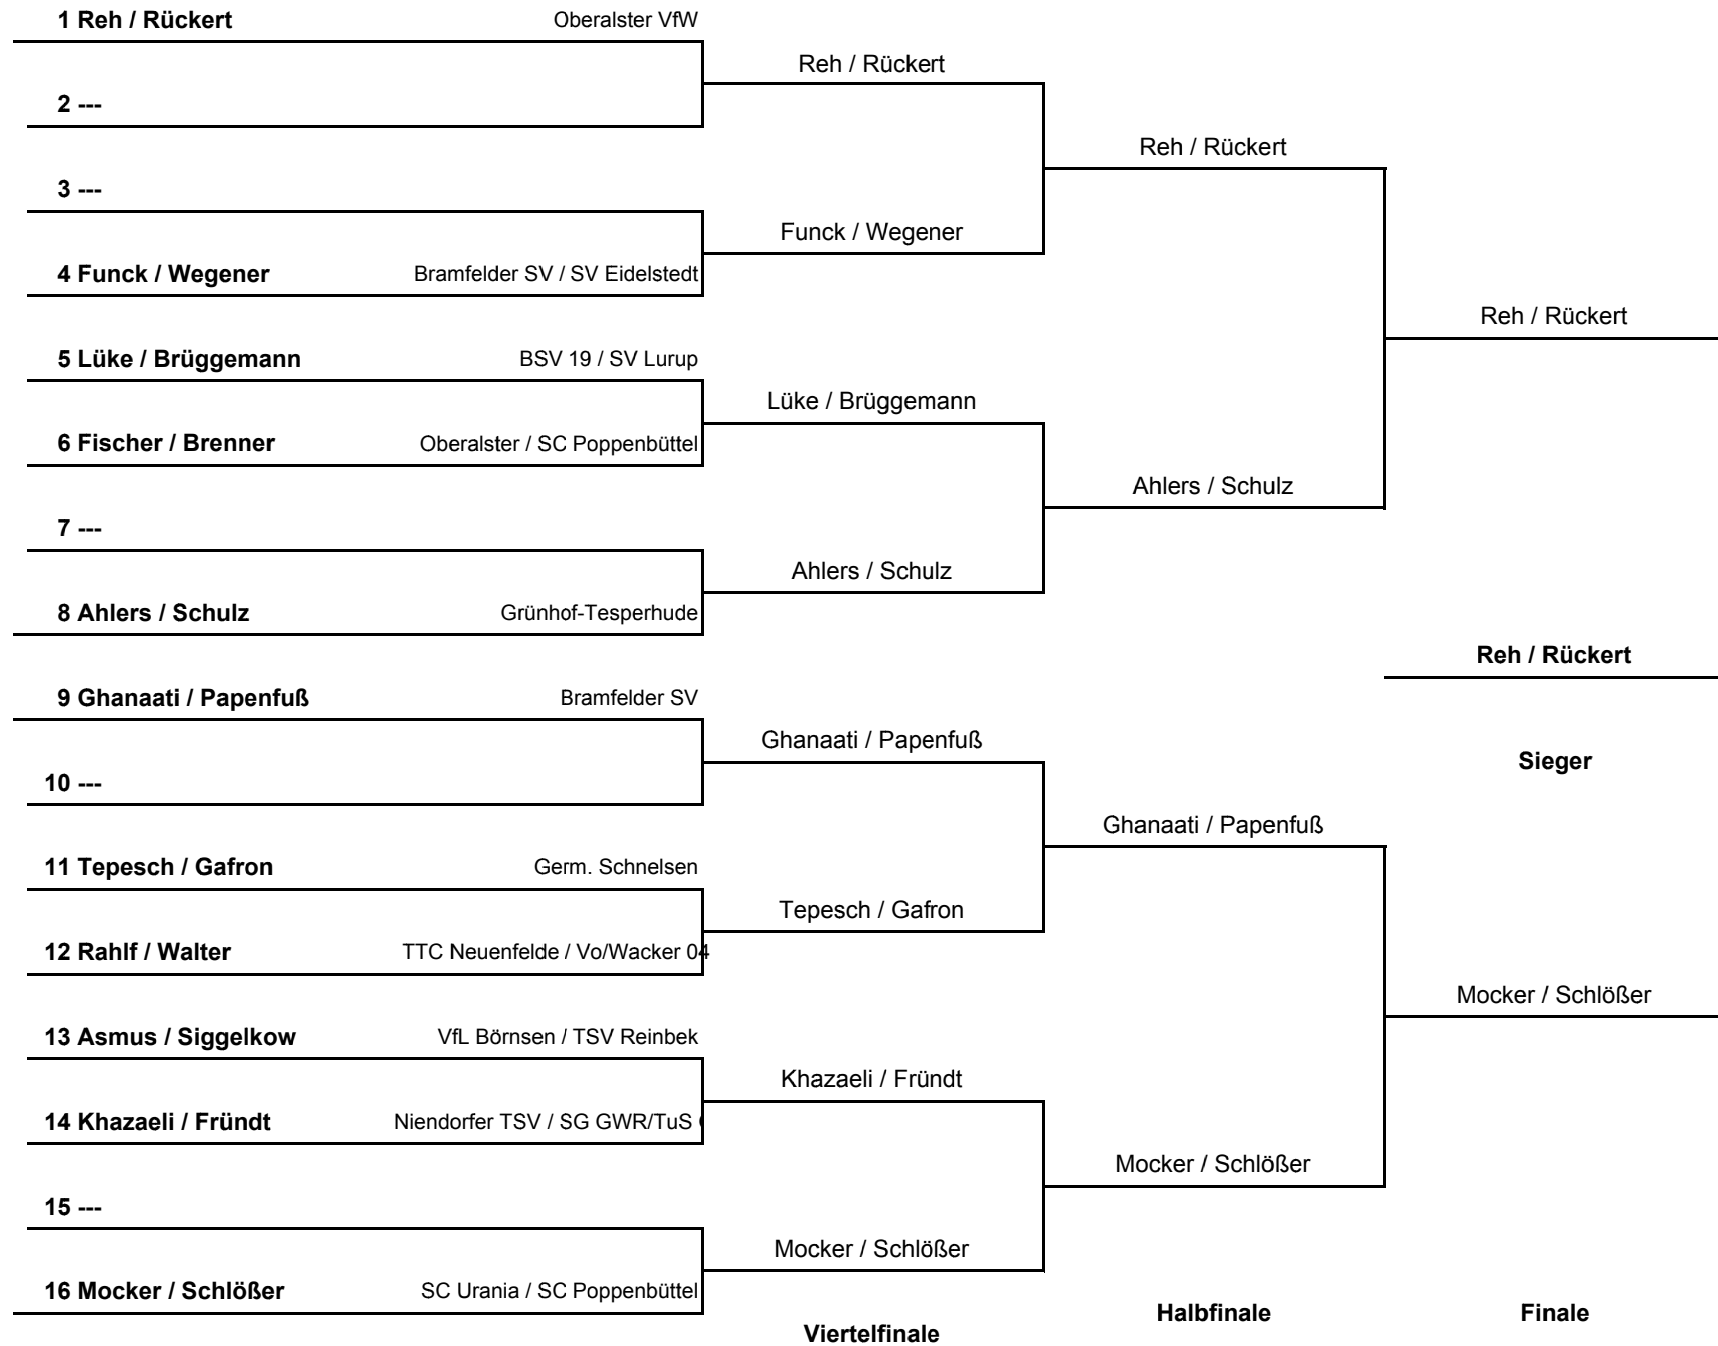 1 Reh / Rückert Oberalster VfW
Reh / Rückert
2 ---
Reh / Rückert
3 ---
Funck / Wegener
4 Funck / Wegener Bramfelder SV / SV Eidelstedt
Reh / Rückert
5 Lüke / Brüggemann BSV 19 / SV Lurup
Lüke / Brüggemann
6 Fischer / Brenner Oberalster / SC Poppenbüttel
Ahlers / Schulz
7 ---
Ahlers / Schulz
8 Ahlers / Schulz Grünhof-Tesperhude
Reh / Rückert
9 Ghanaati / Papenfuß Bramfelder SV
Ghanaati / Papenfuß
Sieger
10 ---
Ghanaati / Papenfuß
11 Tepesch / Gafron Germ. Schnelsen
Tepesch / Gafron
12 Rahlf / Walter TTC Neuenfelde / Vo/Wacker 04
Mocker / Schlößer
13 Asmus / Siggelkow VfL Börnsen / TSV Reinbek
Khazaeli / Fründt
14 Khazaeli / Fründt Niendorfer TSV / SG GWR/TuS
Mocker / Schlößer
15 ---
Mocker / Schlößer
16 Mocker / Schlößer SC Urania / SC Poppenbüttel
Halbfinale Finale
Viertelfinale